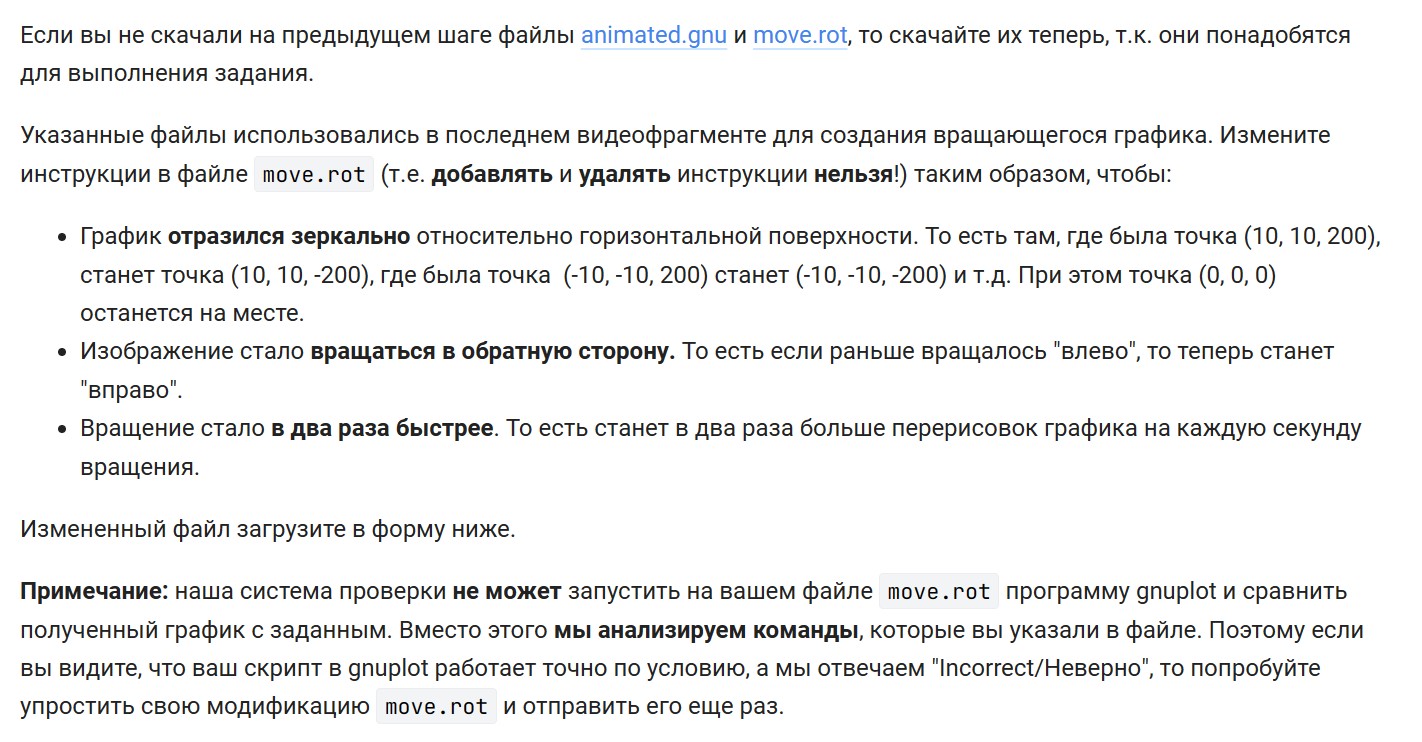 Если вы не скачали на предыдущем шаге файлы animated.gnu и move.rot, то скачайте их теперь, т.к. они понадобятся
для выполнения задания.
Указанные файлы использовались в последнем видеофрагменте для создания вращающегося графика. Измените
инструкции в файле move.rot (т.е. добавлять и удалять инструкции нельзя!) таким образом, чтобы:
• График отразился зеркально относительно горизонтальной поверхности. То есть там, где была точка (10, 10, 200),
станет точка (10, 10, -200), где была точка (-10, -10, 200) станет (-10, -10, -200) и т.д. При этом точка (0, 0, 0)
останется на месте.
• Изображение стало вращаться в обратную сторону. То есть если раньше вращалось "влево", то теперь станет
"вправо".
• Вращение стало в два раза быстрее. То есть станет в два раза больше перерисовок графика на каждую секунду
вращения.
Измененный файл загрузите в форму ниже.
Примечание: наша система проверки не может запустить на вашем файле move.rot программу gnuplot и сравнить
полученный график с заданным. Вместо этого мы анализируем команды, которые вы указали в файле. Поэтому если
вы видите, что ваш скрипт в gnuplot работает точно по условию, а мы отвечаем "Incorrect/Неверно", то попробуйте
упростить свою модификацию move.rot и отправить его еще раз.